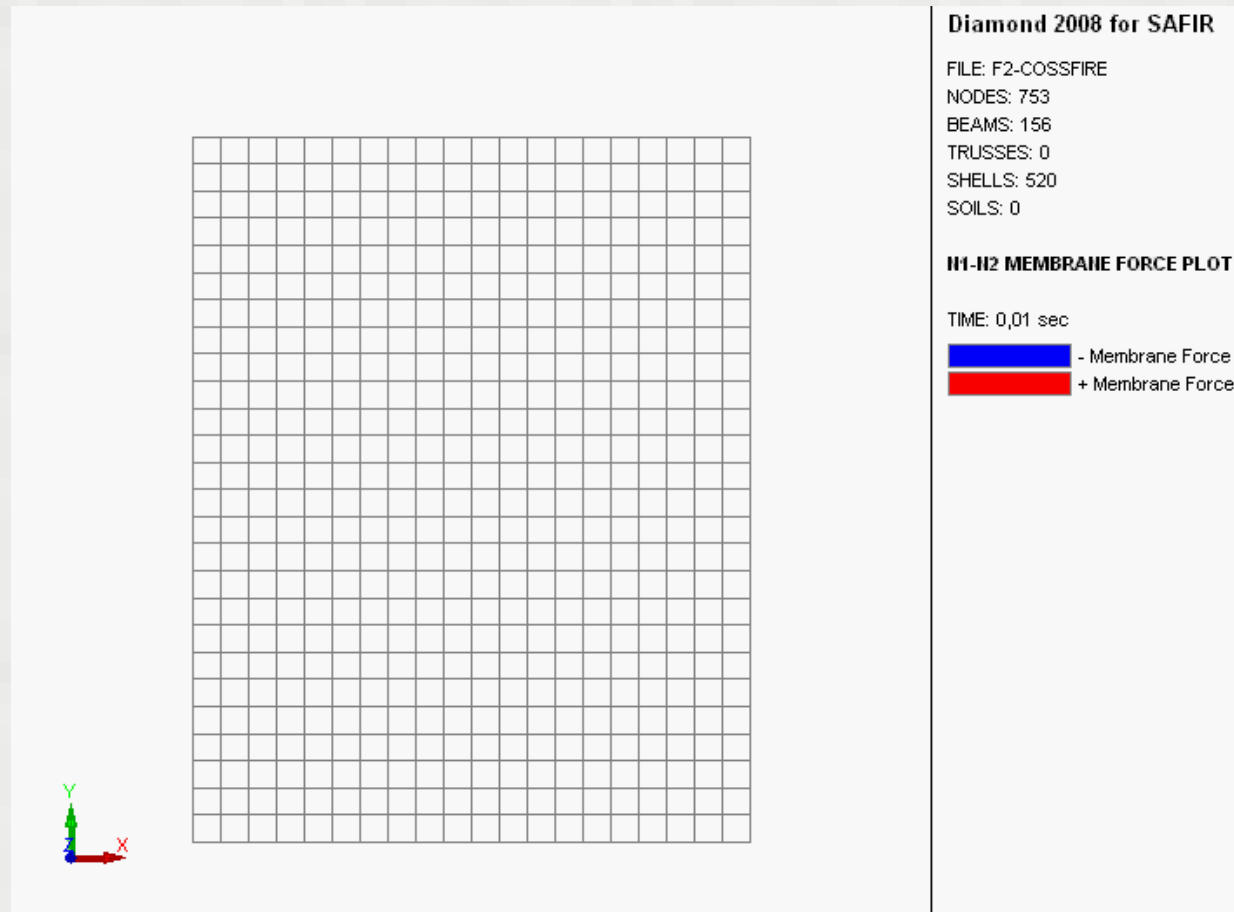 Diamond 2008 for SAFIR
FILE: F2-COSSFIRE
NODES: 753
BEAMS: 156
TRUSSES: 0
SHELLS: 520
SOILS: 0
N1-N2 MEMBRANE FORCE PLOT
TIME: 0,01 sec
- Membrane Force
+ Membrane Force
Y
Z X